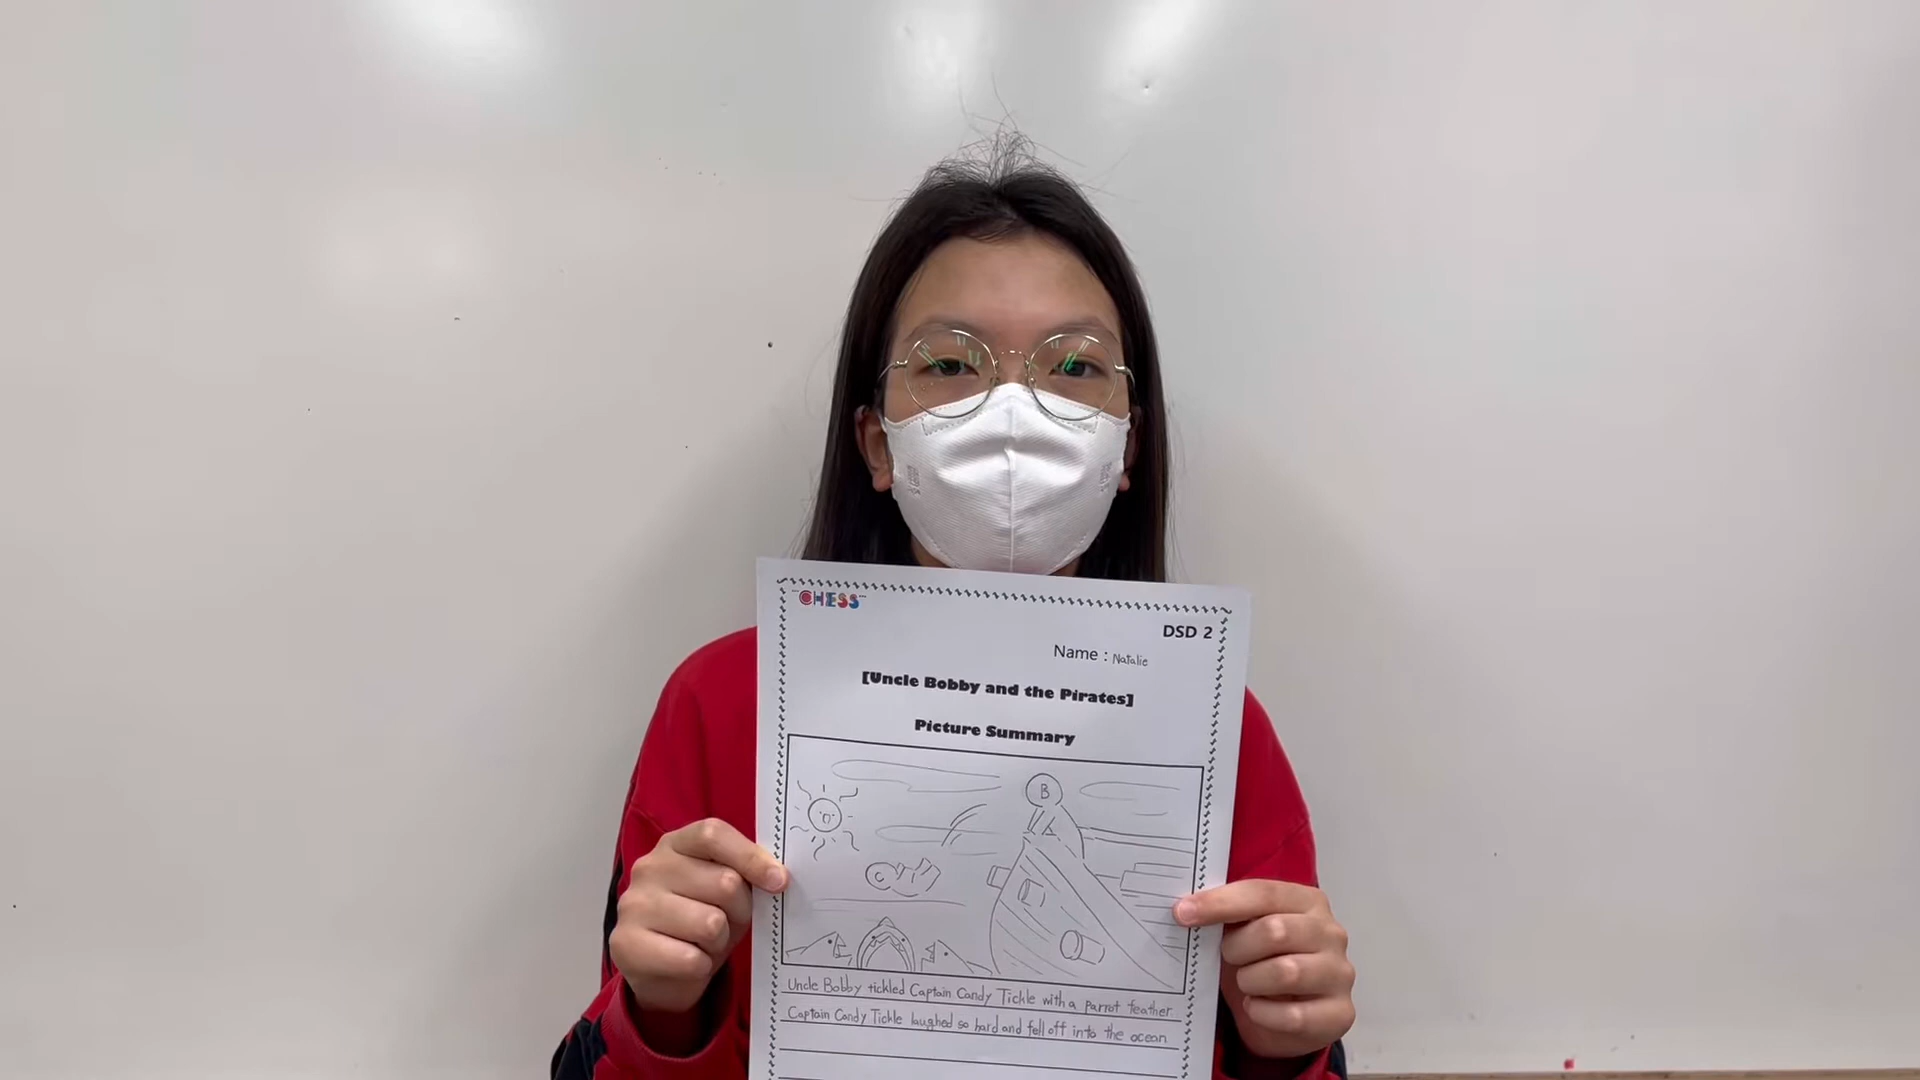 CHESS
DSD 2
Name : Natalie
[Uncle Bobby and the Pirates]
Picture Summary
B
C
Uncle Bobby tickled Captain Candy Tickle with a parrot feather.
Captain Candy Tickle laughed so hard and fell off into the ocean